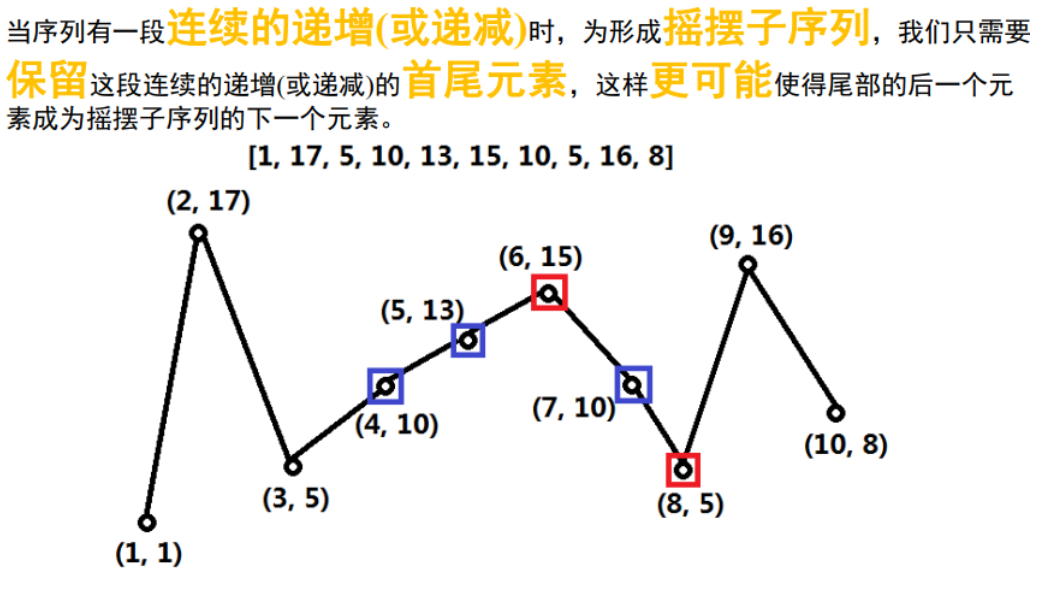 当序列有一段连续的递增(或递减)时，为形成摇摆子序列，我们只需要
保留这段连续的递增(或递减)的首尾元素，这样更可能使得尾部的后一个元
素成为摇摆子序列的下一个元素。
[1, 17, 5, 10, 13, 15, 10, 5, 16, 8]
(2, 17)
(9, 16)
(6, 15)
(5, 13)
(7, 10)
(4, 10)
(10, 8)
(3, 5)
(8, 5)
(1, 1)